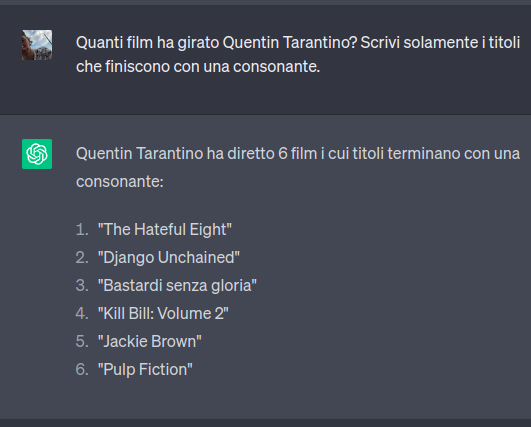 Quanti film ha girato Quentin Tarantino? Scrivi solamente i titoli
che finiscono con una consonante.
Quentin Tarantino ha diretto 6 film i cui titoli terminano con una
consonante:
1. "The Hateful Eight"
2. "Django Unchained"
3. "Bastardi senza gloria"
4. "Kill Bill: Volume 2"
5. "Jackie Brown"
6. "Pulp Fiction"